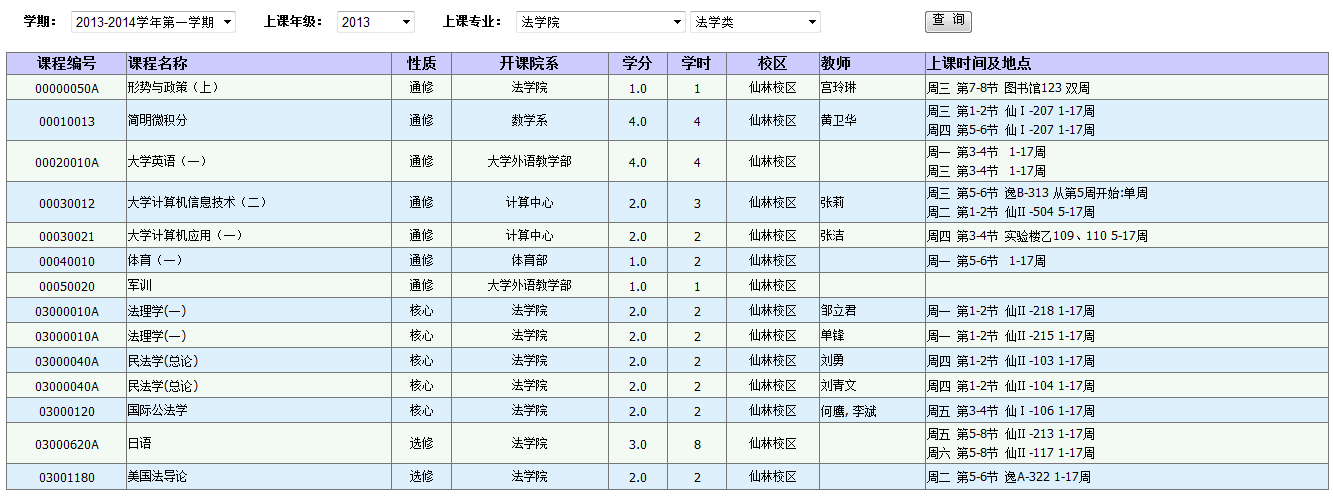 学期: 2013-2014学年第一学期 上课年级: 2013 上课专业: 法学院 法学类 查 询
课程编号 课程名称 性质 开课院系 学分 学时 校区 教师 上课时间及地点
00000050A 形势与政策（上） 通修 法学院 1.0 1 仙林校区 宫玲琳 周三 第7-8节 图书馆123 双周
00010013 简明微积分 通修 数学系 4.0 4 仙林校区 黄卫华 周三 第1-2节 仙Ⅰ-207 1-17周
周四 第5-6节 仙Ⅰ-207 1-17周
00020010A 大学英语（一） 通修 大学外语教学部 4.0 4 仙林校区 周一 第3-4节 1-17周
周三 第3-4节 1-17周
00030012 大学计算机信息技术（二） 通修 计算中心 2.0 3 仙林校区 张莉 周三 第5-6节 逸B-313 从第5周开始:单周
周二 第1-2节 仙II-504 5-17周
00030021 大学计算机应用（一） 通修 计算中心 2.0 2 仙林校区 张洁 周四 第3-4节 实验楼乙109、110 5-17周
00040010 体育（一） 通修 体育部 1.0 2 仙林校区 周一 第5-6节 1-17周
00050020 军训 通修 大学外语教学部 1.0 1 仙林校区
03000010A 法理学(一) 核心 法学院 2.0 2 仙林校区 邹立君 周一 第1-2节 仙II-218 1-17周
03000010A 法理学(一) 核心 法学院 2.0 2 仙林校区 单锋 周一 第1-2节 仙II-215 1-17周
03000040A 民法学(总论) 核心 法学院 2.0 2 仙林校区 刘勇 周四 第1-2节 仙II-103 1-17周
03000040A 民法学(总论) 核心 法学院 2.0 2 仙林校区 刘青文 周四 第1-2节 仙II-104 1-17周
03000120 国际公法学 核心 法学院 2.0 2 仙林校区 何鹰, 李斌 周五 第3-4节 仙Ⅰ-106 1-17周
03000620A 日语 选修 法学院 3.0 8 仙林校区 周五 第5-8节 仙II-213 1-17周
周六 第5-8节 仙II-117 1-17周
03001180 美国法导论 选修 法学院 2.0 2 仙林校区 周二 第5-6节 逸A-322 1-17周